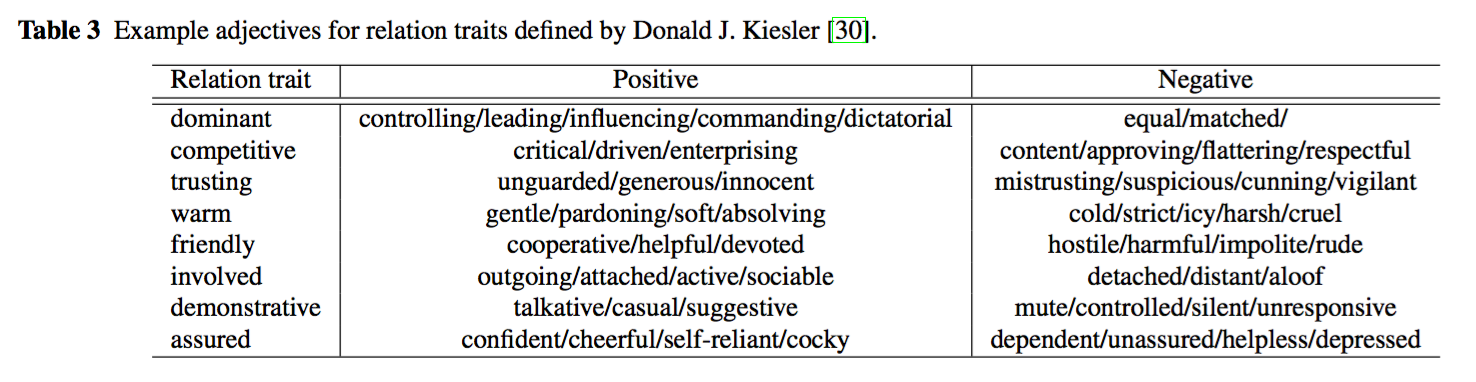 Table 3 Example adjectives for relation traits defined by Donald J. Kiesler [30].
Relation trait Positive Negative
dominant controlling/leading/influencing/commanding/dictatorial equal/matched/
competitive critical/driven/enterprising content/approving/flattering/respectful
trusting unguarded/generous/innocent mistrusting/suspicious/cunning/vigilant
warm gentle/pardoning/soft/absolving cold/strict/icy/harsh/cruel
friendly cooperative/helpful/devoted hostile/harmful/impolite/rude
involved outgoing/attached/active/sociable detached/distant/aloof
demonstrative talkative/casual/suggestive mute/controlled/silent/unresponsive
assured confident/cheerful/self-reliant/cocky dependent/unassured/helpless/depressed